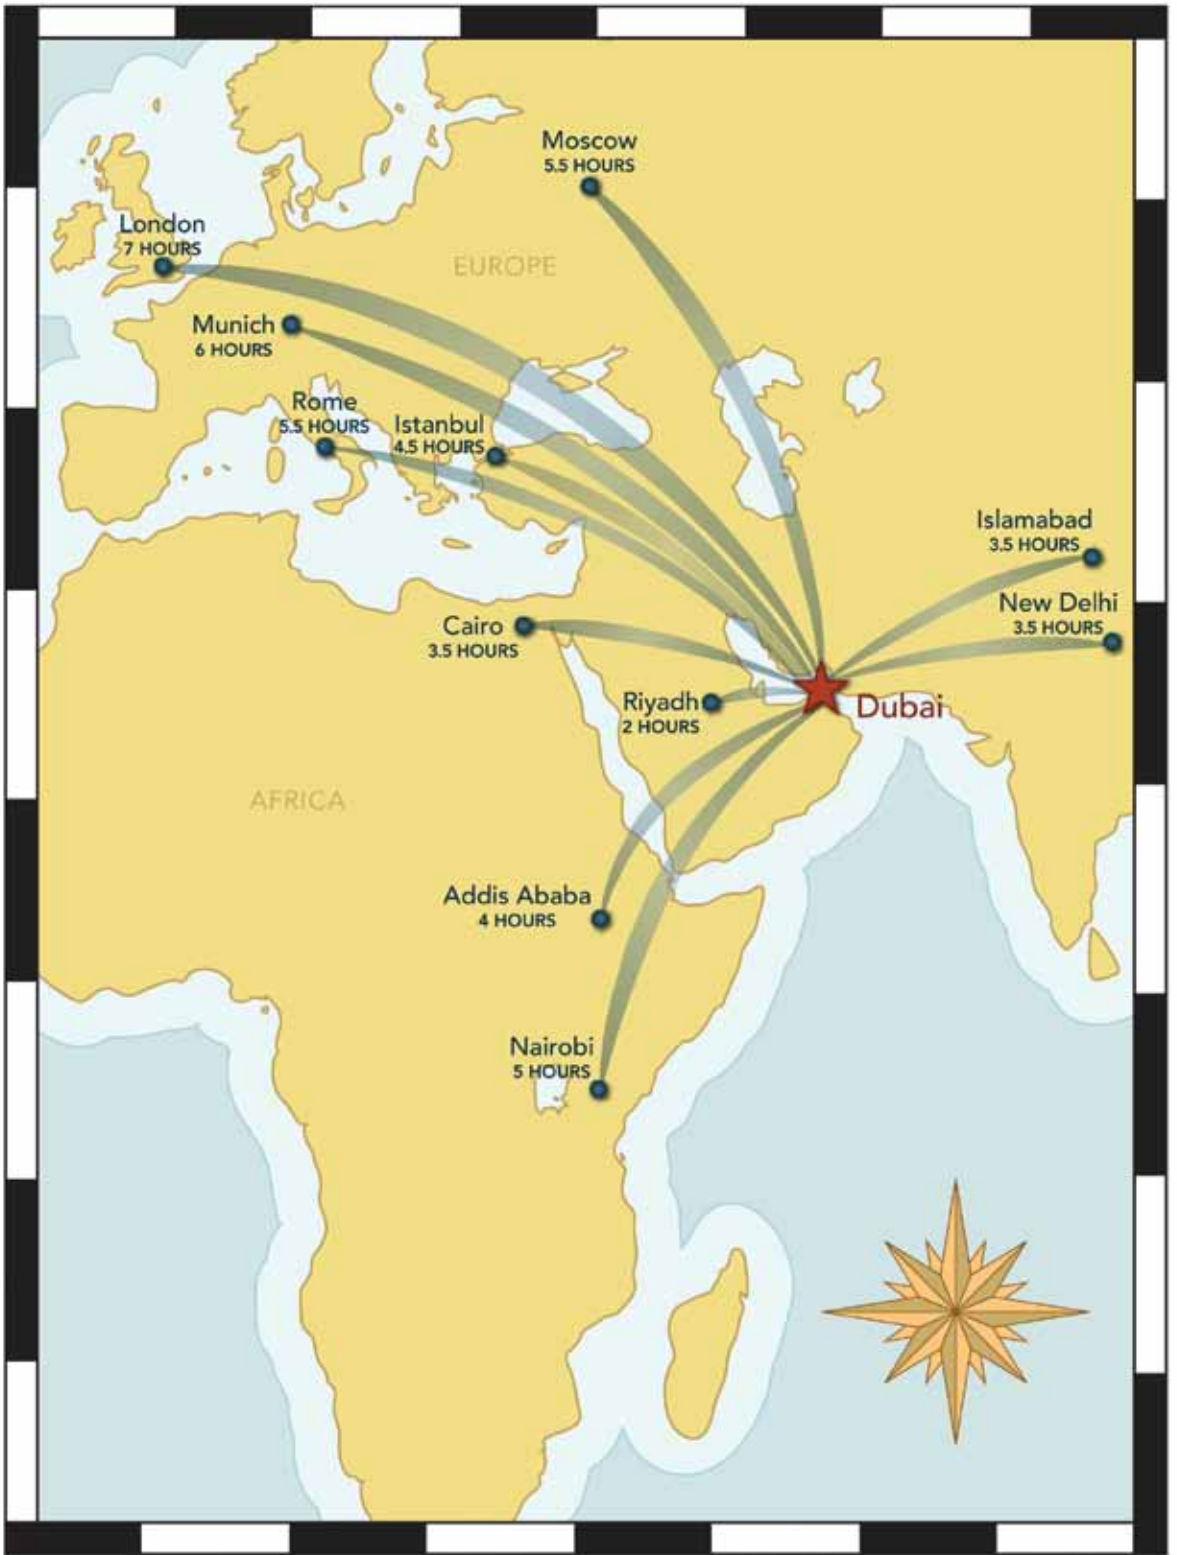 Moscow
5.5 HOURS
London
7 HOURS
EUROPE
Munich
6 HOURS
Rome
5.5 HOURS
Istanbul
4.5 HOURS
Islamabad
3.5 HOURS
New Delhi
3.5 HOURS
Cairo
3.5 HOURS
Riyadh
2 HOURS
Dubai
AFRICA
Addis Ababa
4 HOURS
Nairobi
5 HOURS